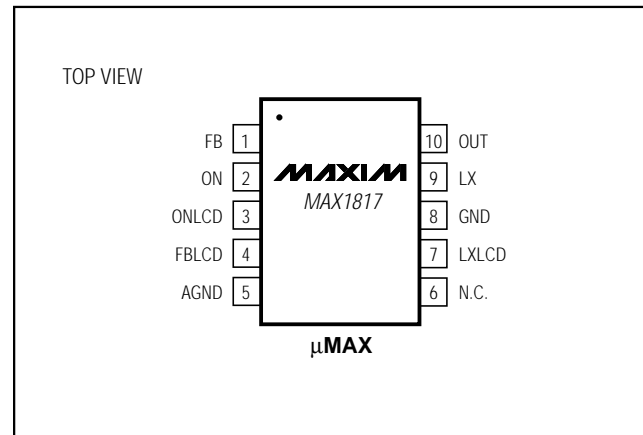 TOP VIEW
FB 1
ON 2
ONLCD 3
FBLCD 4
AGND 5
MAXIM
MAX1817
10 OUT
9 LX
8 GND
7 LXLCD
6 N.C.
μMAX